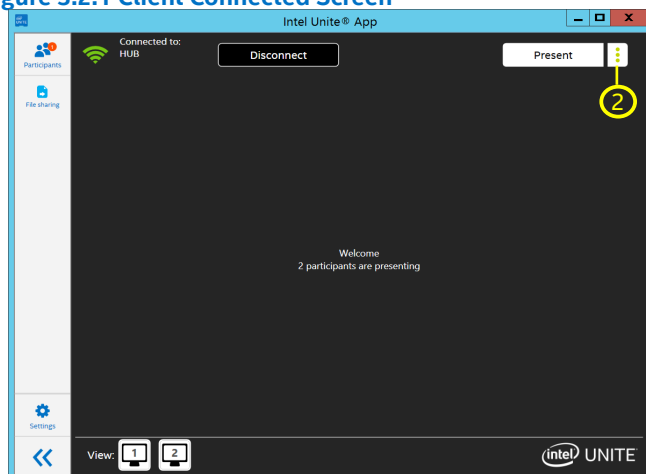 gure 3.2.1 Client Connected Screen
Intel Unite® App
Participants
File sharing
Connected to:
HUB
Disconnect
Present
2
Welcome
2 participants are presenting
Settings
View: 1 2
intel UNITE